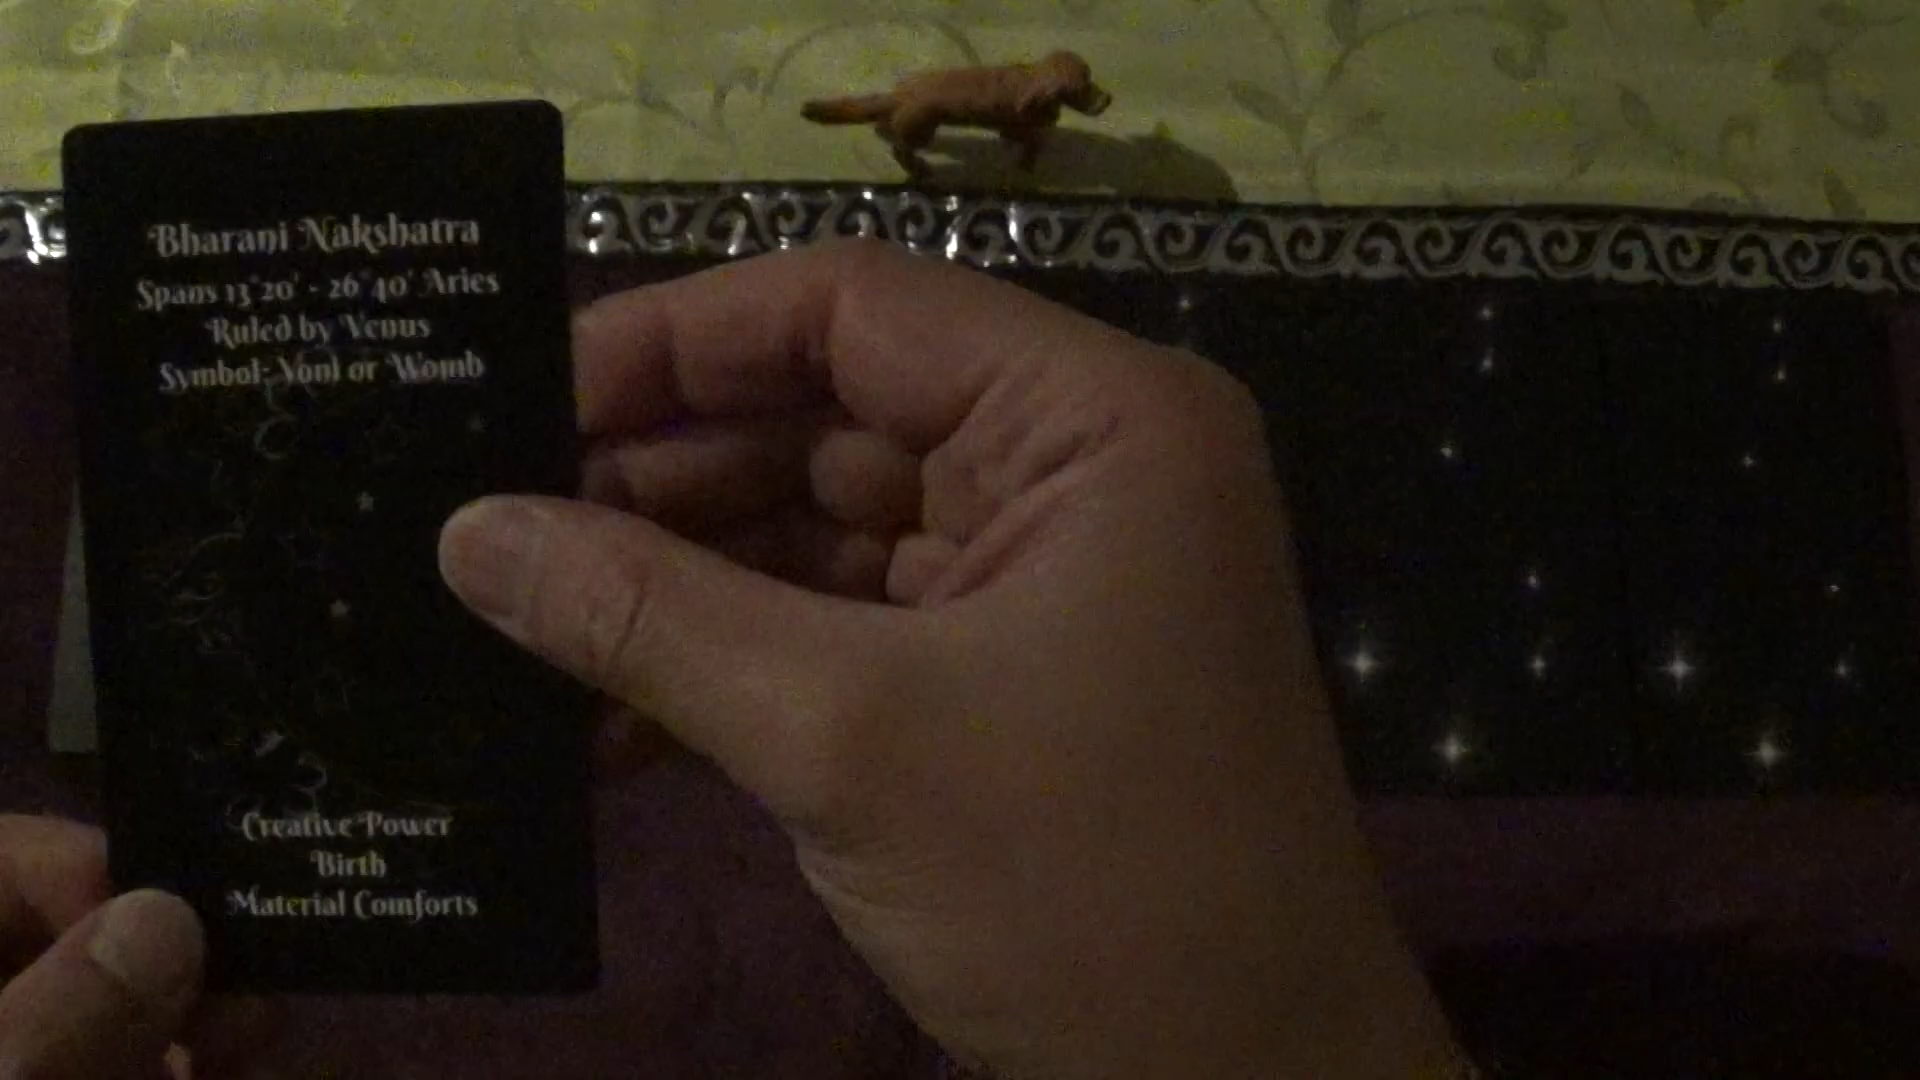 Bharani Nakshatra
Spans 13°20' - 26°40' Aries
Ruled by Venus
Symbol: Yoni or Womb
Creative Power
Birth
Material Comforts